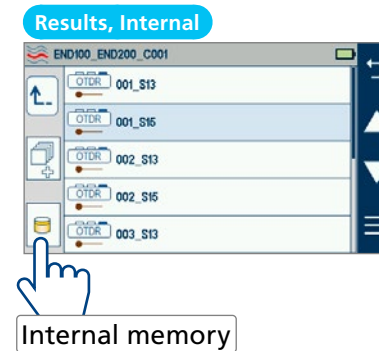 Results, Internal
END100_END200_C001
OTDR 001_S13
OTDR 001_S15
OTDR 002_S13
OTDR 002_S15
OTDR 003_S13
Internal memory